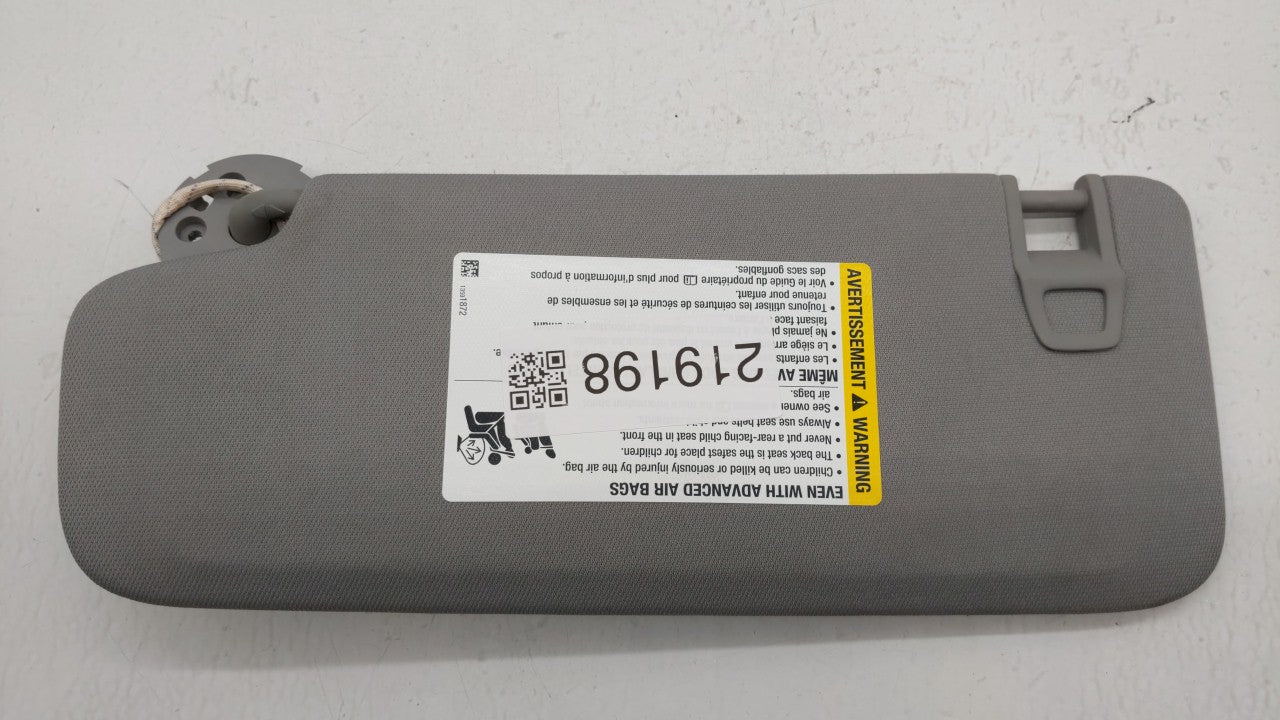 AVERTISSEMENT ⚠ WARNING
EVEN WITH ADVANCED AIR BAGS
• Children can be killed or seriously injured by the air bag.
• The back seat is the safest place for children.
• Never put a rear-facing child seat in the front.
• Always use seat belts and
• See owner
air bags.
MÊME AV
• Les enfants
• Le siège arr
• Ne jamais pl
faisant face
• Toujours utiliser les ceintures de sécurité et les ensembles de
retenue pour enfant.
• Voir le Guide du propriétaire pour plus d'information à propos
des sacs gonflables.
219198
13591872